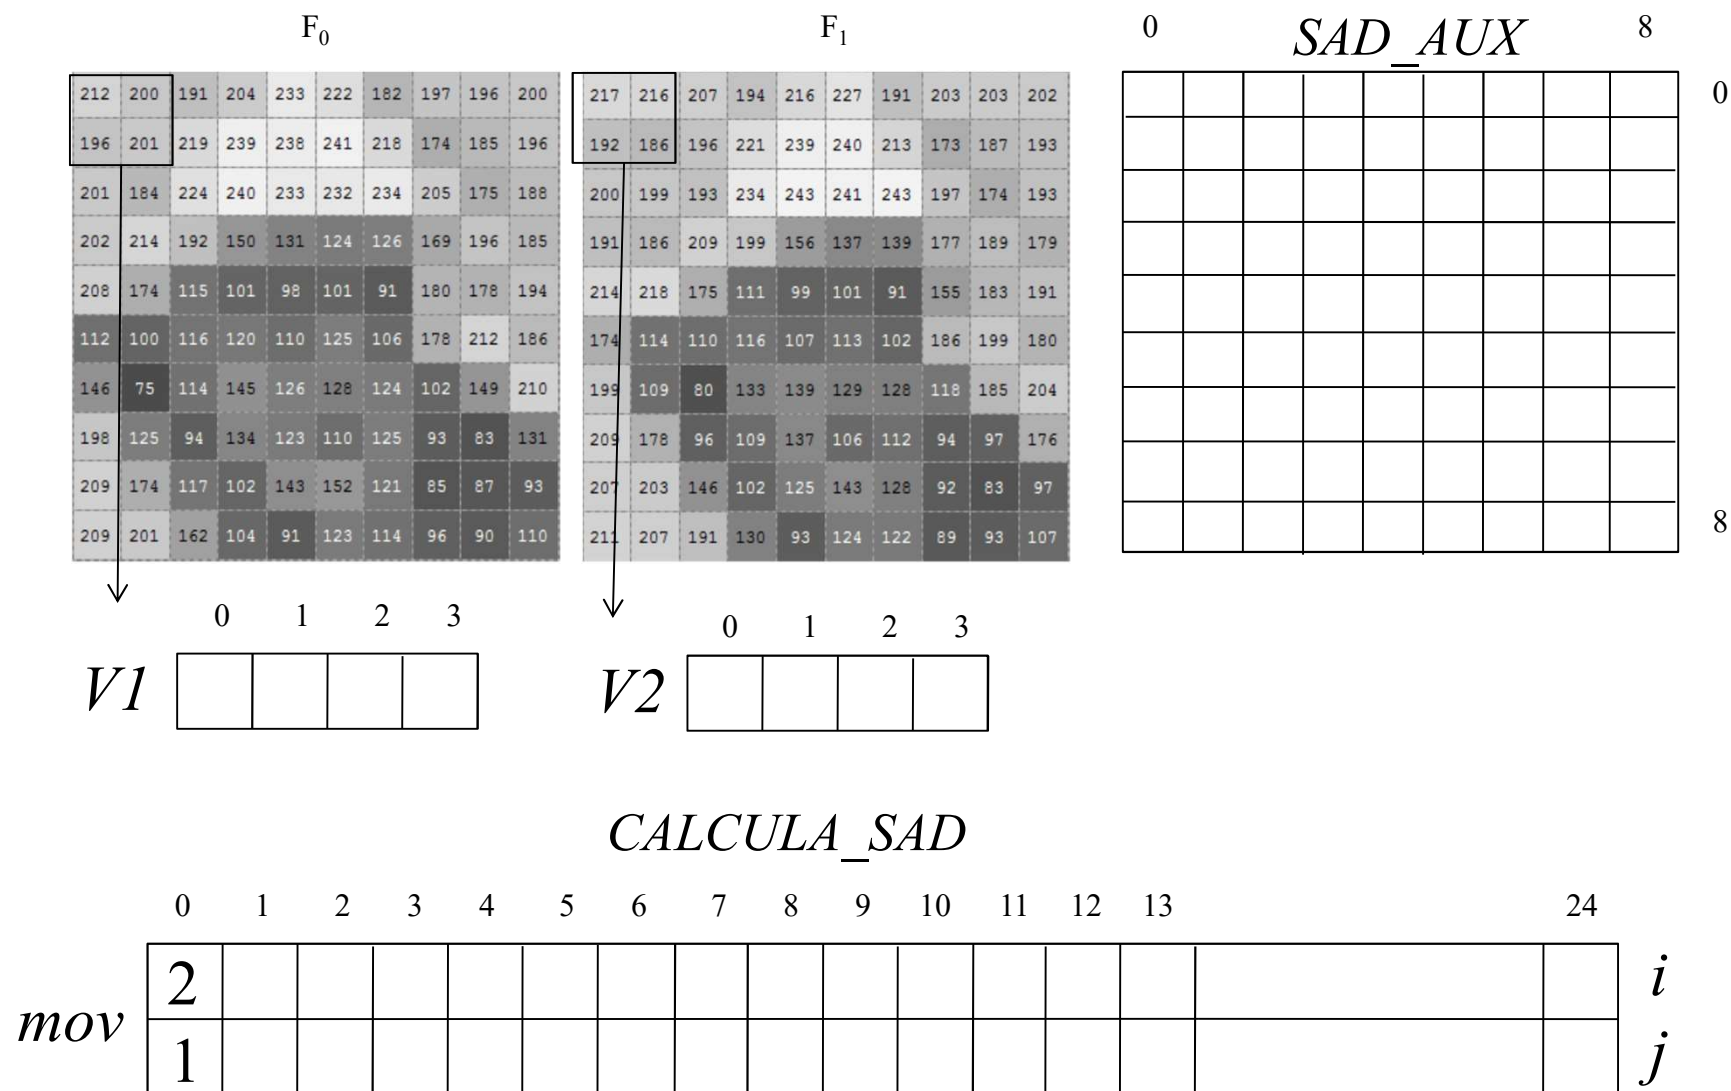 F0 F1 0 SAD_AUX 8
212 200 191 204 233 222 182 197 196 200 217 216 207 194 216 227 191 203 203 202 0
196 201 219 239 238 241 218 174 185 196 192 186 196 221 239 240 213 173 187 193
201 184 224 240 233 232 234 205 175 188 200 199 193 234 243 241 243 197 174 193
202 214 192 150 131 124 126 169 196 185 191 186 209 199 156 137 139 177 189 179
208 174 115 101 98 101 91 180 178 194 214 218 175 111 99 101 91 155 183 191
112 100 116 120 110 125 106 178 212 186 174 114 110 116 107 113 102 186 199 180
146 75 114 145 126 128 124 102 149 210 199 109 80 133 139 129 128 118 185 204
198 125 94 134 123 110 125 93 83 131 209 178 96 109 137 106 112 94 97 176
209 174 117 102 143 152 121 85 87 93 207 203 146 102 125 143 128 92 83 97
209 201 162 104 91 123 114 96 90 110 211 207 191 130 93 124 122 89 93 107 8
0 1 2 3 0 1 2 3
V1 V2
CALCULA_SAD
0 1 2 3 4 5 6 7 8 9 10 11 12 13 24
2 i
mov
1 j